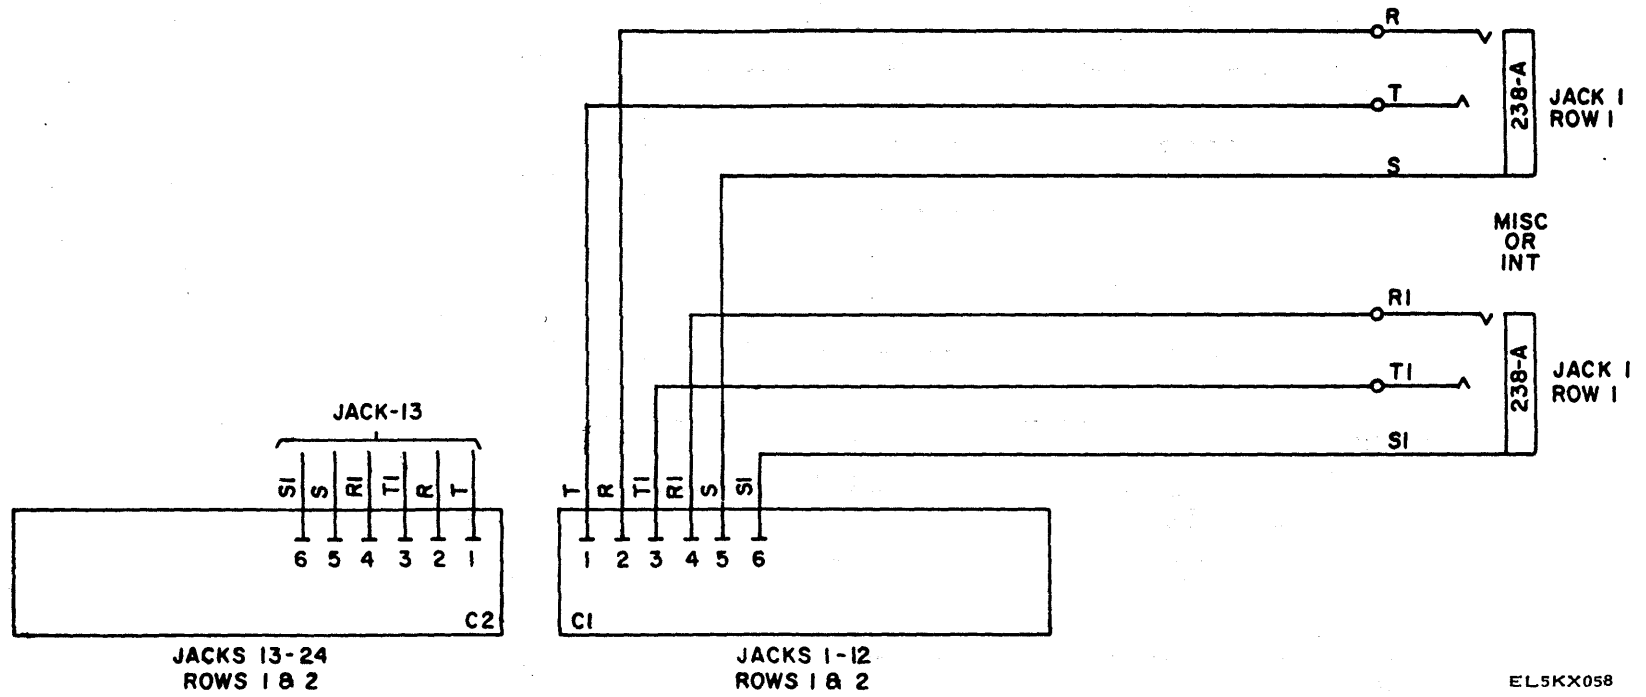 R
T
238-A
JACK 1
ROW 1
S
MISC
OR
INT
R1
T1
238-A
JACK 1
ROW 1
S1
JACK-13
S1 S R1 T1 R T
T R T1 R1 S S1
6 5 4 3 2 1
1 2 3 4 5 6
C2
C1
JACKS 13-24
ROWS 1 & 2
JACKS 1-12
ROWS 1 & 2
EL5KX058